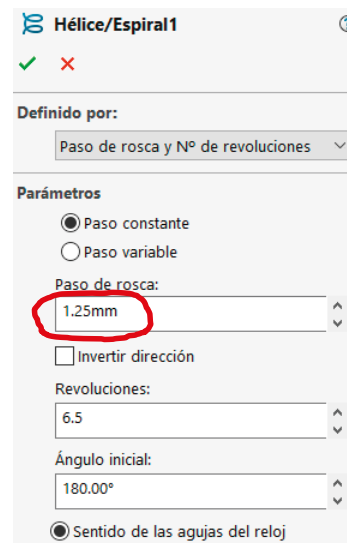 Hélice/Espiral1
Definido por:
Paso de rosca y Nº de revoluciones
Parámetros
Paso constante
Paso variable
Paso de rosca:
1.25mm
Invertir dirección
Revoluciones:
6.5
Ángulo inicial:
180.00°
Sentido de las agujas del reloj